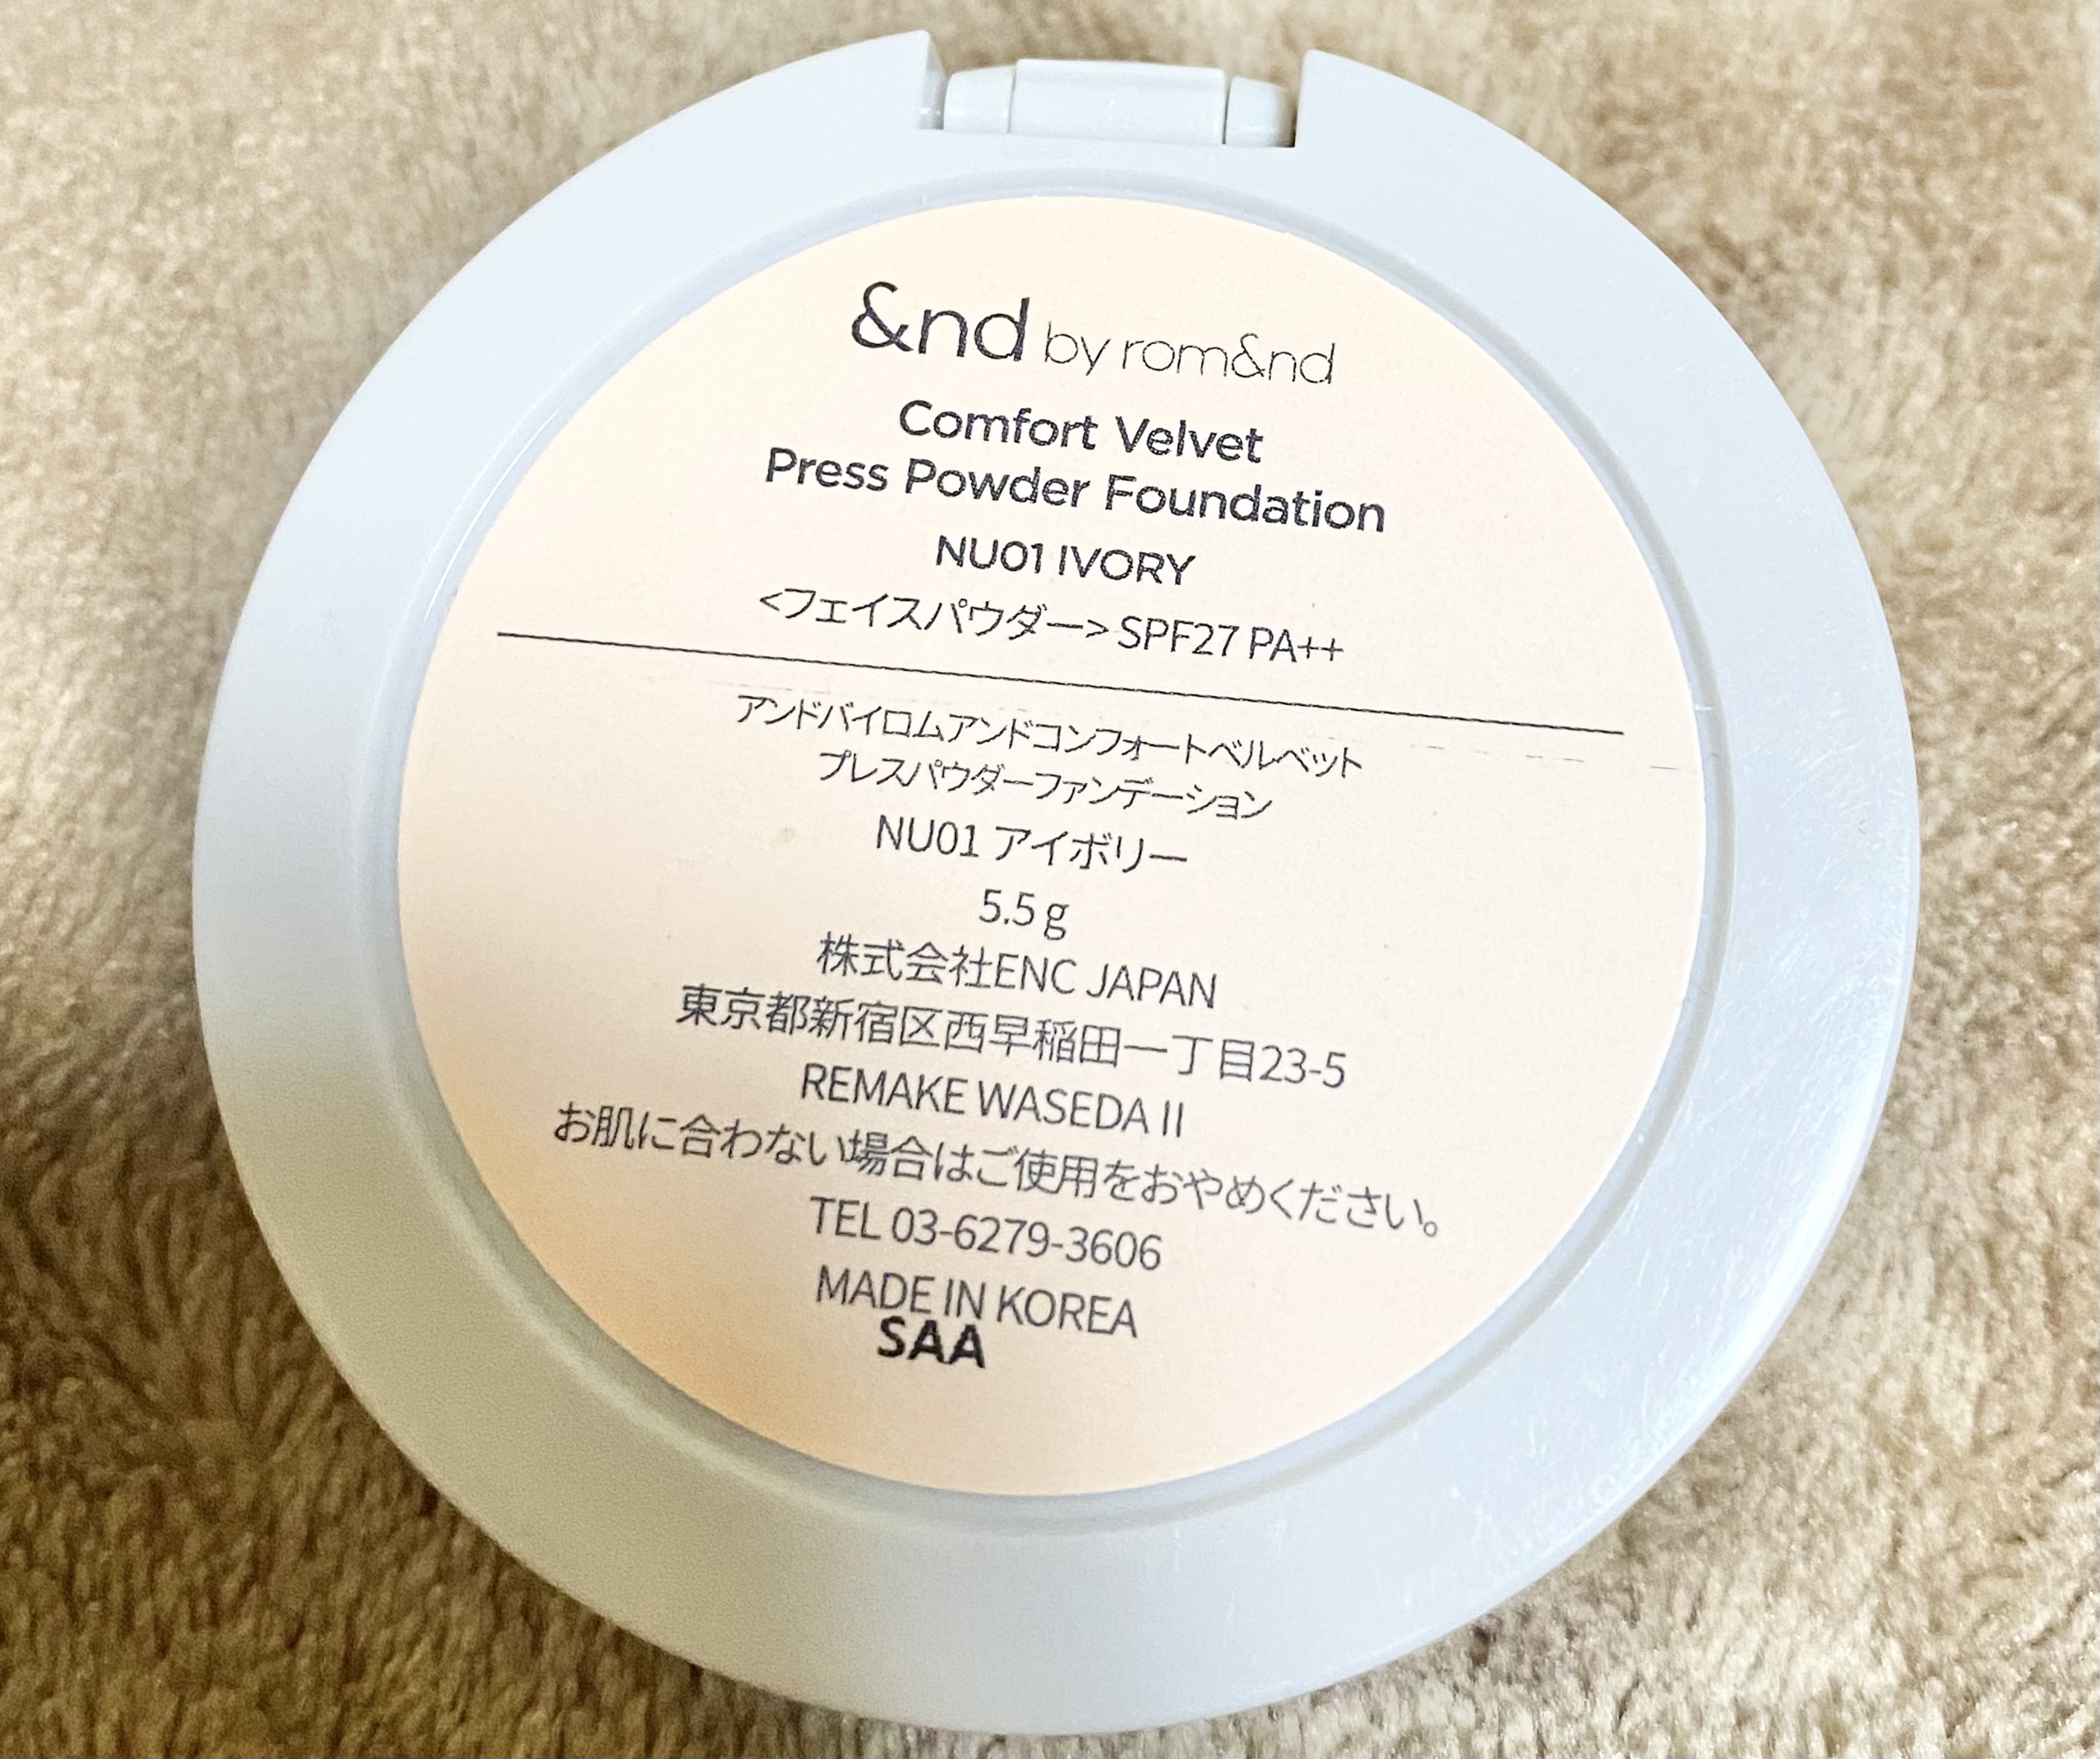 &nd by rom&nd
Comfort Velvet
Press Powder Foundation
NU01 IVORY
<フェイスパウダー> SPF27 PA++
アンドバイロムアンドコンフォートベルベット
プレスパウダーファンデーション
NU01 アイボリー
5.5 g
株式会社ENC JAPAN
東京都新宿区西早稲田一丁目23-5
REMAKE WASEDA II
お肌に合わない場合はご使用をおやめください。
TEL 03-6279-3606
MADE IN KOREA
SAA